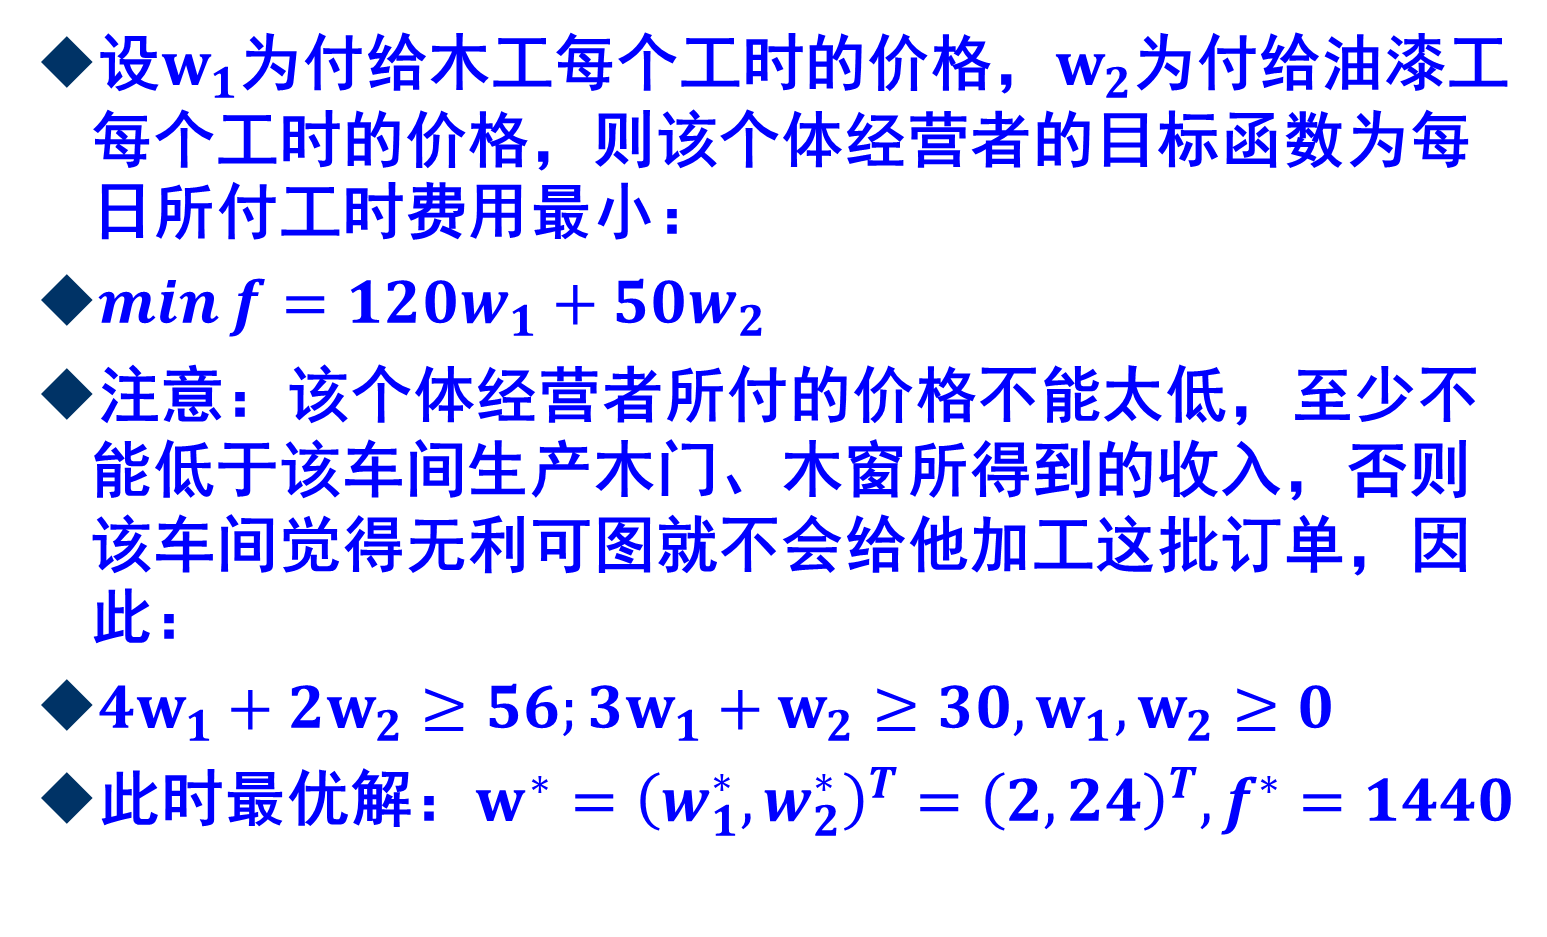 ◆设w₁为付给木工每个工时的价格，w₂为付给油漆工
每个工时的价格，则该个体经营者的目标函数为每
日所付工时费用最小：
◆min f = 120w₁ + 50w₂
◆注意：该个体经营者所付的价格不能太低，至少不
能低于该车间生产木门、木窗所得到的收入，否则
该车间觉得无利可图就不会给他加工这批订单，因
此：
◆4w₁ + 2w₂ ≥ 56; 3w₁ + w₂ ≥ 30, w₁, w₂ ≥ 0
◆此时最优解：w* = (w₁*, w₂*)ᵀ = (2, 24)ᵀ, f* = 1440